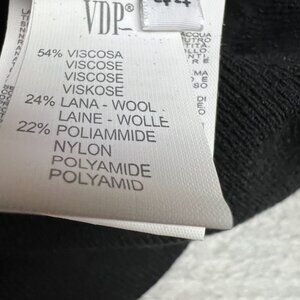 VDP®
44
54% VISCOSA
VISCOSE
VISCOSE
VISKOSE
24% LANA - WOOL
LAINE - WOLLE
22% POLIAMMIDE
NYLON
POLYAMIDE
POLYAMID